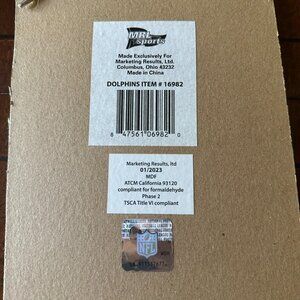 MRL
sports
Made Exclusively For
Marketing Results, Ltd.
Columbus, Ohio 43232
Made in China
DOLPHINS ITEM # 16982
8 47561 06982 0
Marketing Results, ltd
01/2023
MDF
ATCM California 93120
compliant for formaldehyde
Phase 2
TSCA Title VI compliant
NFL